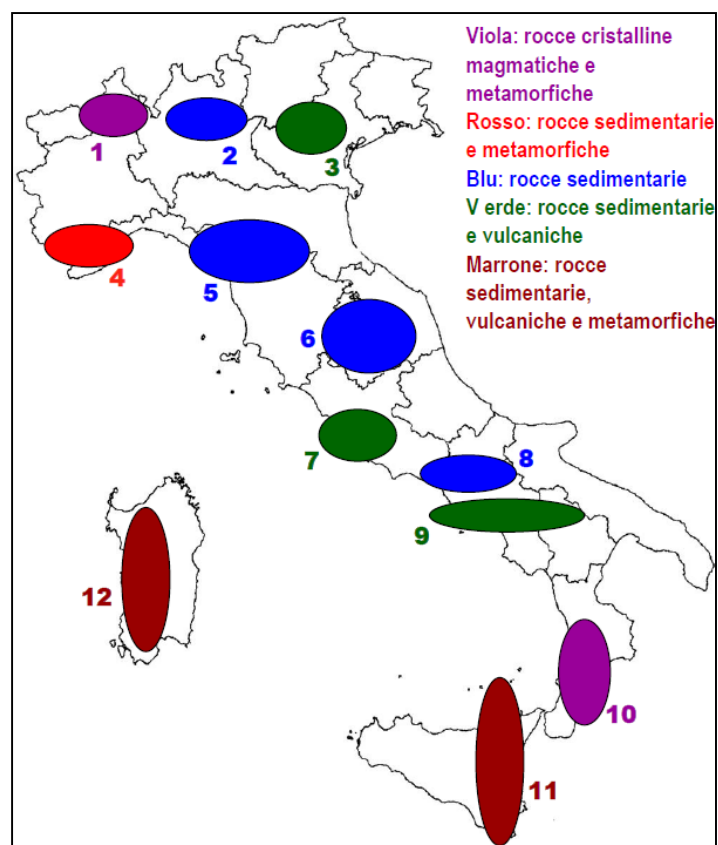 Viola: rocce cristalline
magmatiche e
metamorfiche
Rosso: rocce sedimentarie
e metamorfiche
Blu: rocce sedimentarie
V erde: rocce sedimentarie
e vulcaniche
Marrone: rocce
sedimentarie,
vulcaniche e metamorfiche
1
2
3
4
5
6
7
8
9
12
10
11